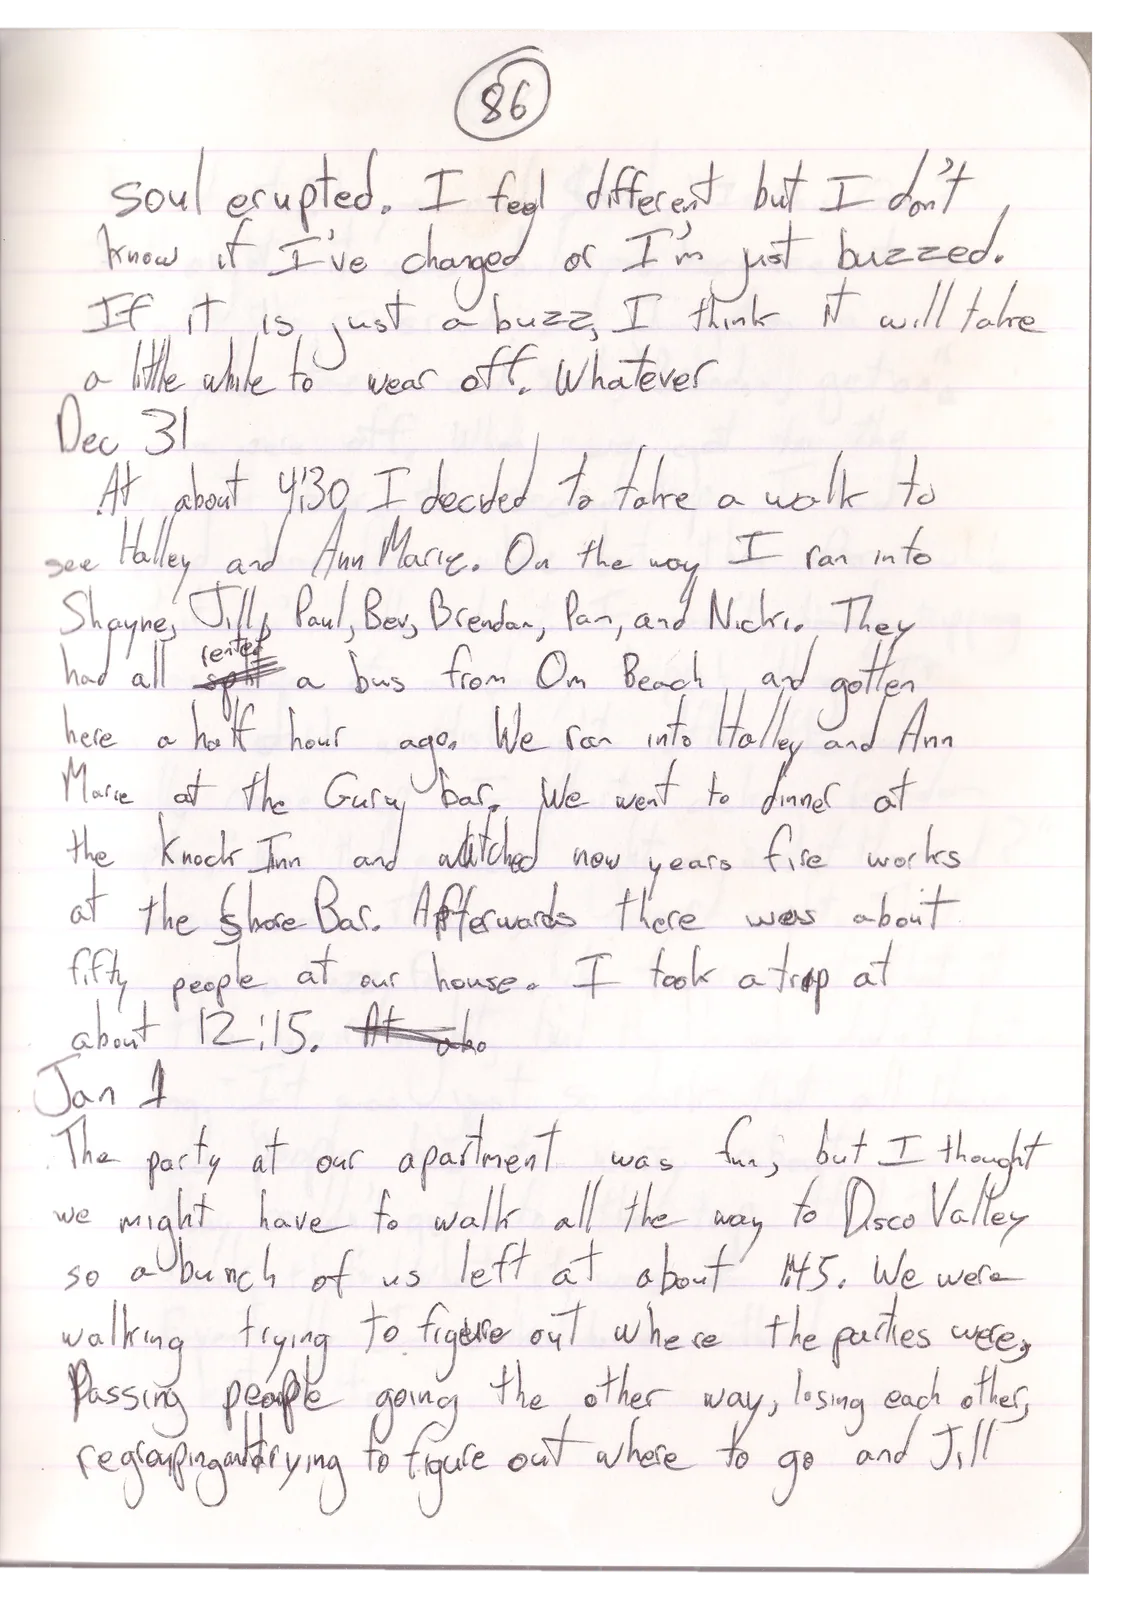 86
soul erupted. I feel different but I don't
know if I've changed or I'm just buzzed.
If it is just a buzz, I think it will take
a little while to wear off. Whatever
Dec 31
At about 4:30 I decided to take a walk to
see Halley and Ann Marie. On the way I ran into
Shayne, Jill, Paul, Bev, Brendan, Pam, and Nicki. They
had all rented a bus from Om Beach and gotten
here a half hour ago. We ran into Halley and Ann
Marie at the Guru bar. We went to dinner at
the Knock Inn and watched new years fire works
at the Shore Bar. Afterwards there was about
fifty people at our house. I took a trip at
about 12:15. At
Jan 1
The party at our apartment was fun, but I thought
we might have to walk all the way to Disco Valley
so a bunch of us left at about 1:45. We were
walking trying to figure out where the parties were,
Passing people going the other way, losing each other,
regrouping and trying to figure out where to go and Jill